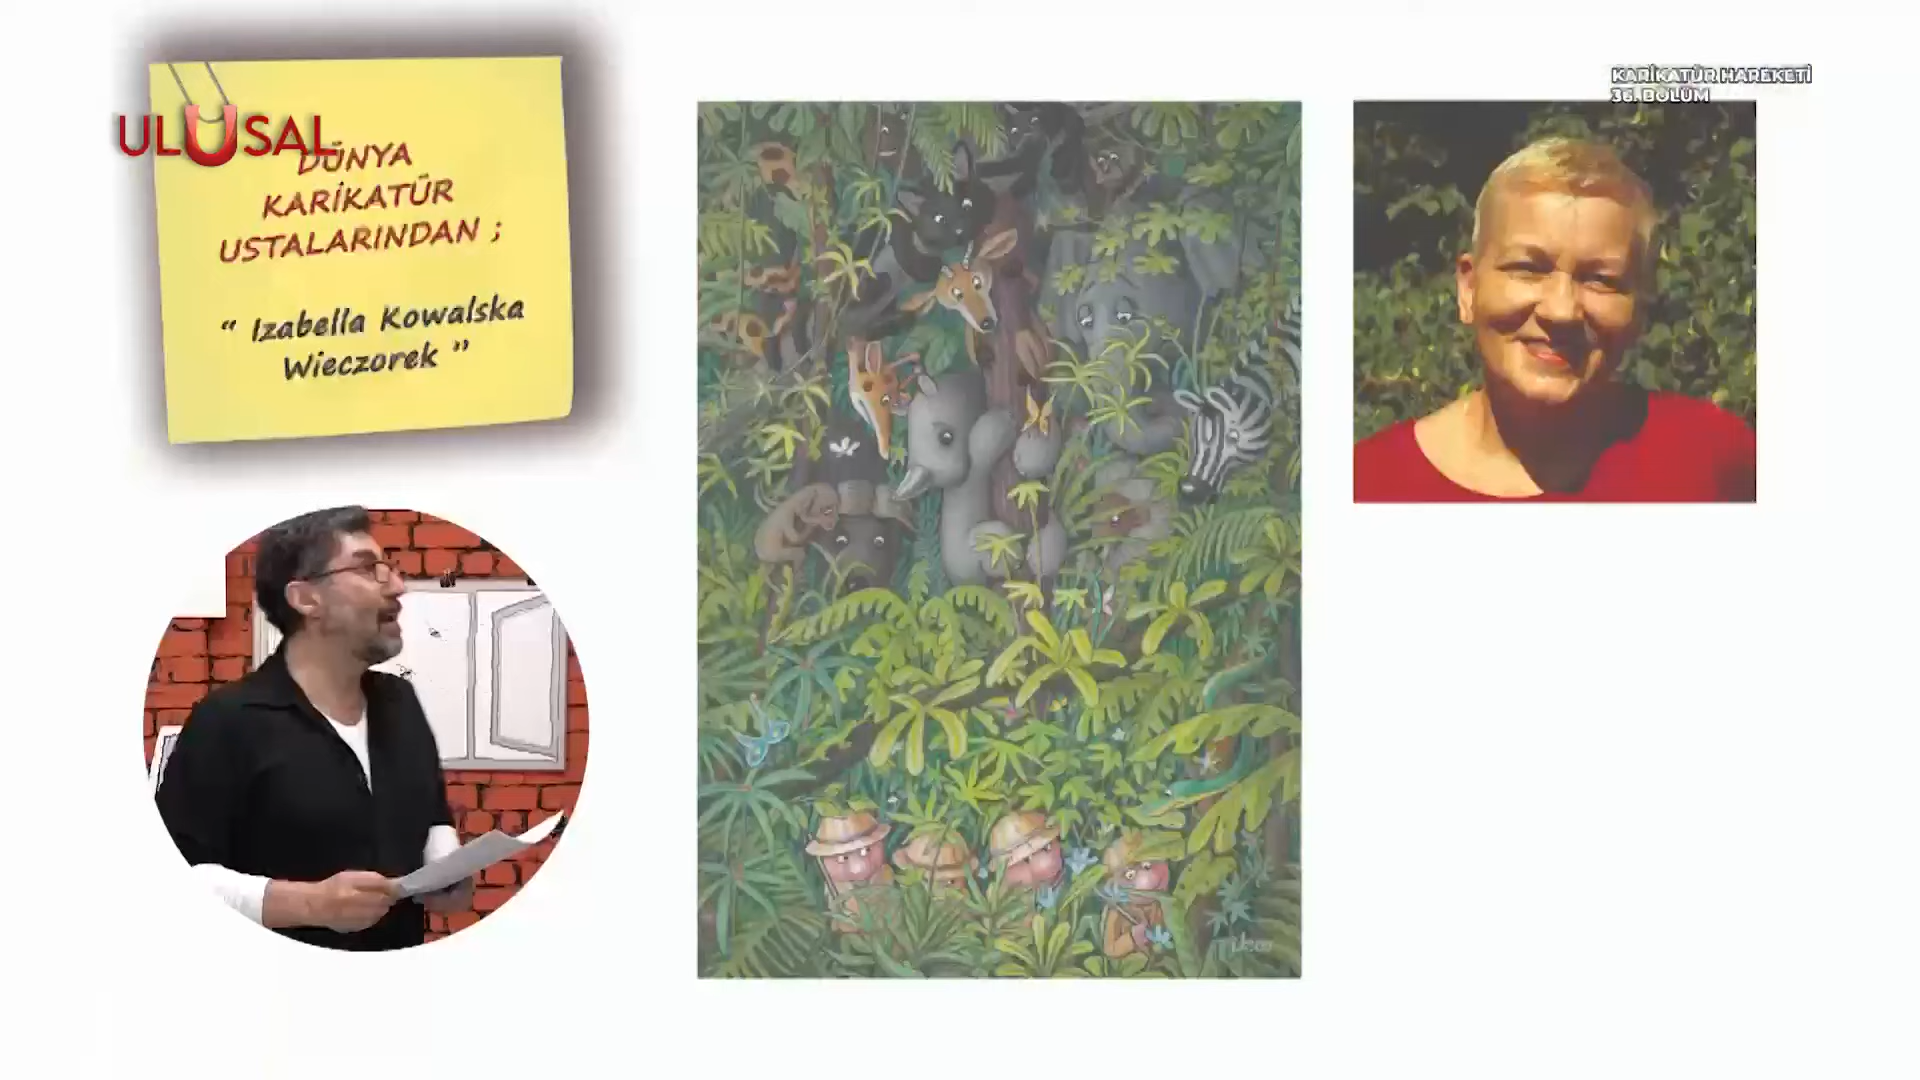 ULUSAL
DÜNYA
KARİKATÜR
USTALARINDAN ;
“ Izabella Kowalska
Wieczorek ”
KARİKATÜR HAREKETİ
36. BÖLÜM